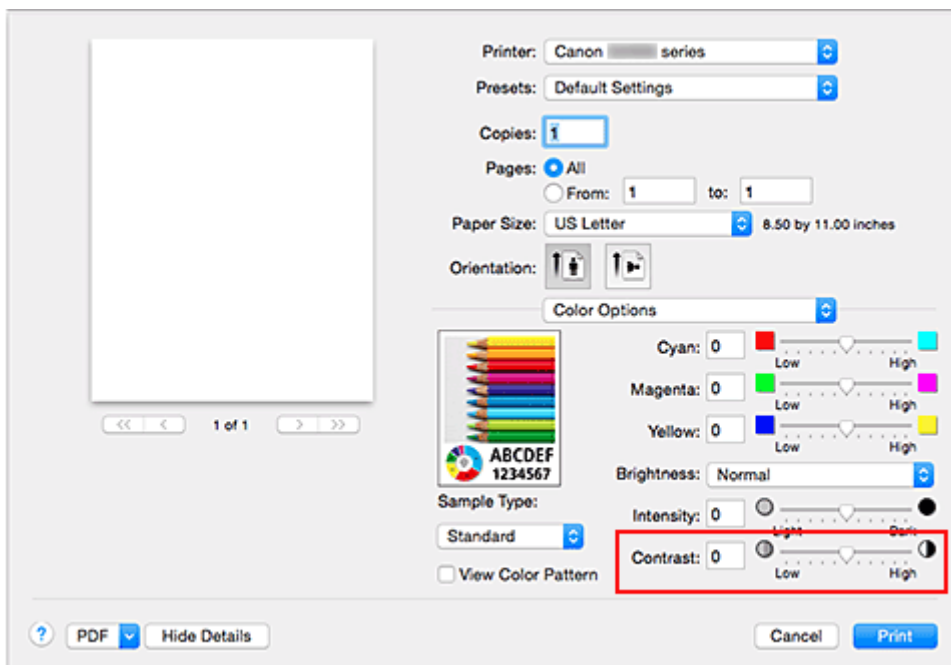 Printer: Canon series
Presets: Default Settings
Copies: 1
Pages: All
From: 1 to: 1
Paper Size: US Letter 8.50 by 11.00 inches
Orientation:
Color Options
Cyan: 0
Low High
Magenta: 0
Low High
Yellow: 0
Low High
Brightness: Normal
Intensity: 0
Light Dark
Contrast: 0
Low High
ABCDEF
1234567
Sample Type:
Standard
View Color Pattern
<< < 1 of 1 > >>
? PDF Hide Details Cancel Print